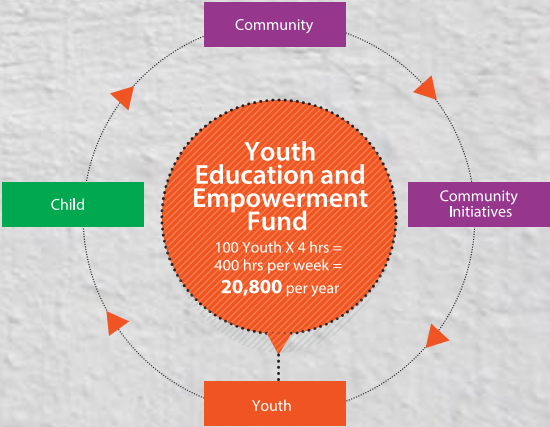 Community
Youth
Education and
Empowerment
Fund
100 Youth X 4 hrs =
400 hrs per week =
20,800 per year
Child
Community
Initiatives
Youth